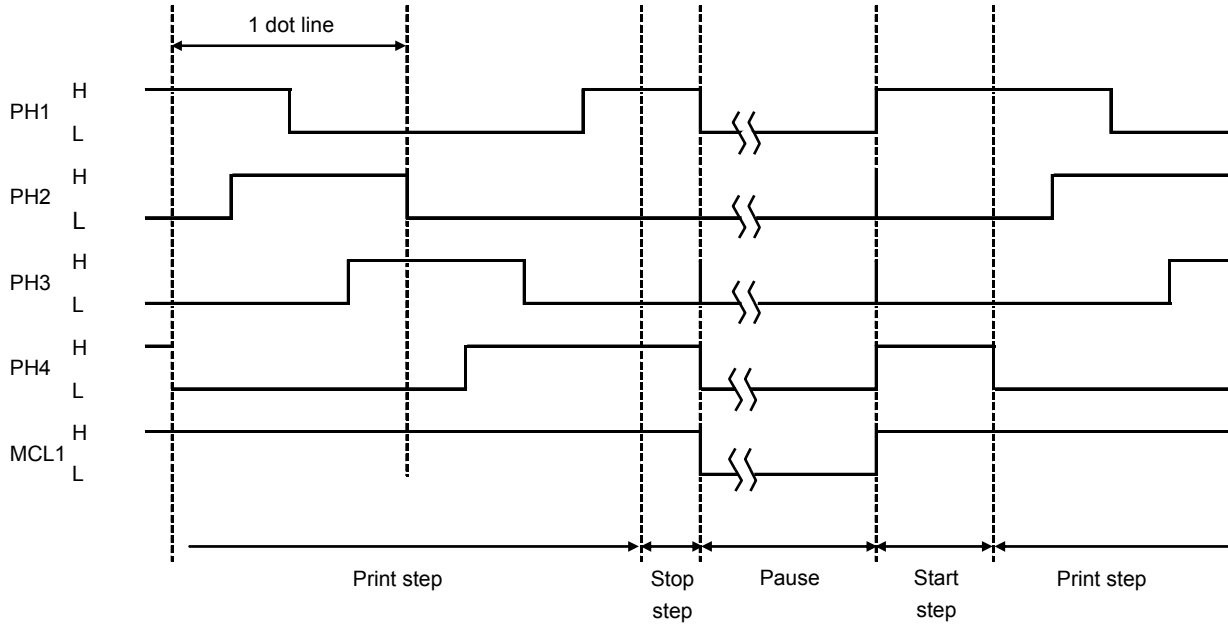 1 dot line
PH1 H
L
PH2 H
L
PH3 H
L
PH4 H
L
MCL1 H
L
Print step
Stop step
Pause
Start step
Print step